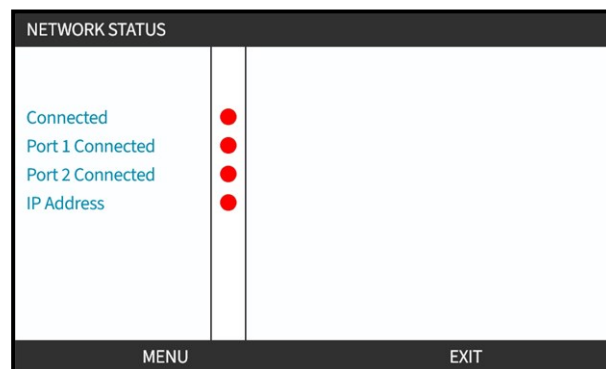 NETWORK STATUS
Connected
Port 1 Connected
Port 2 Connected
IP Address
MENU EXIT